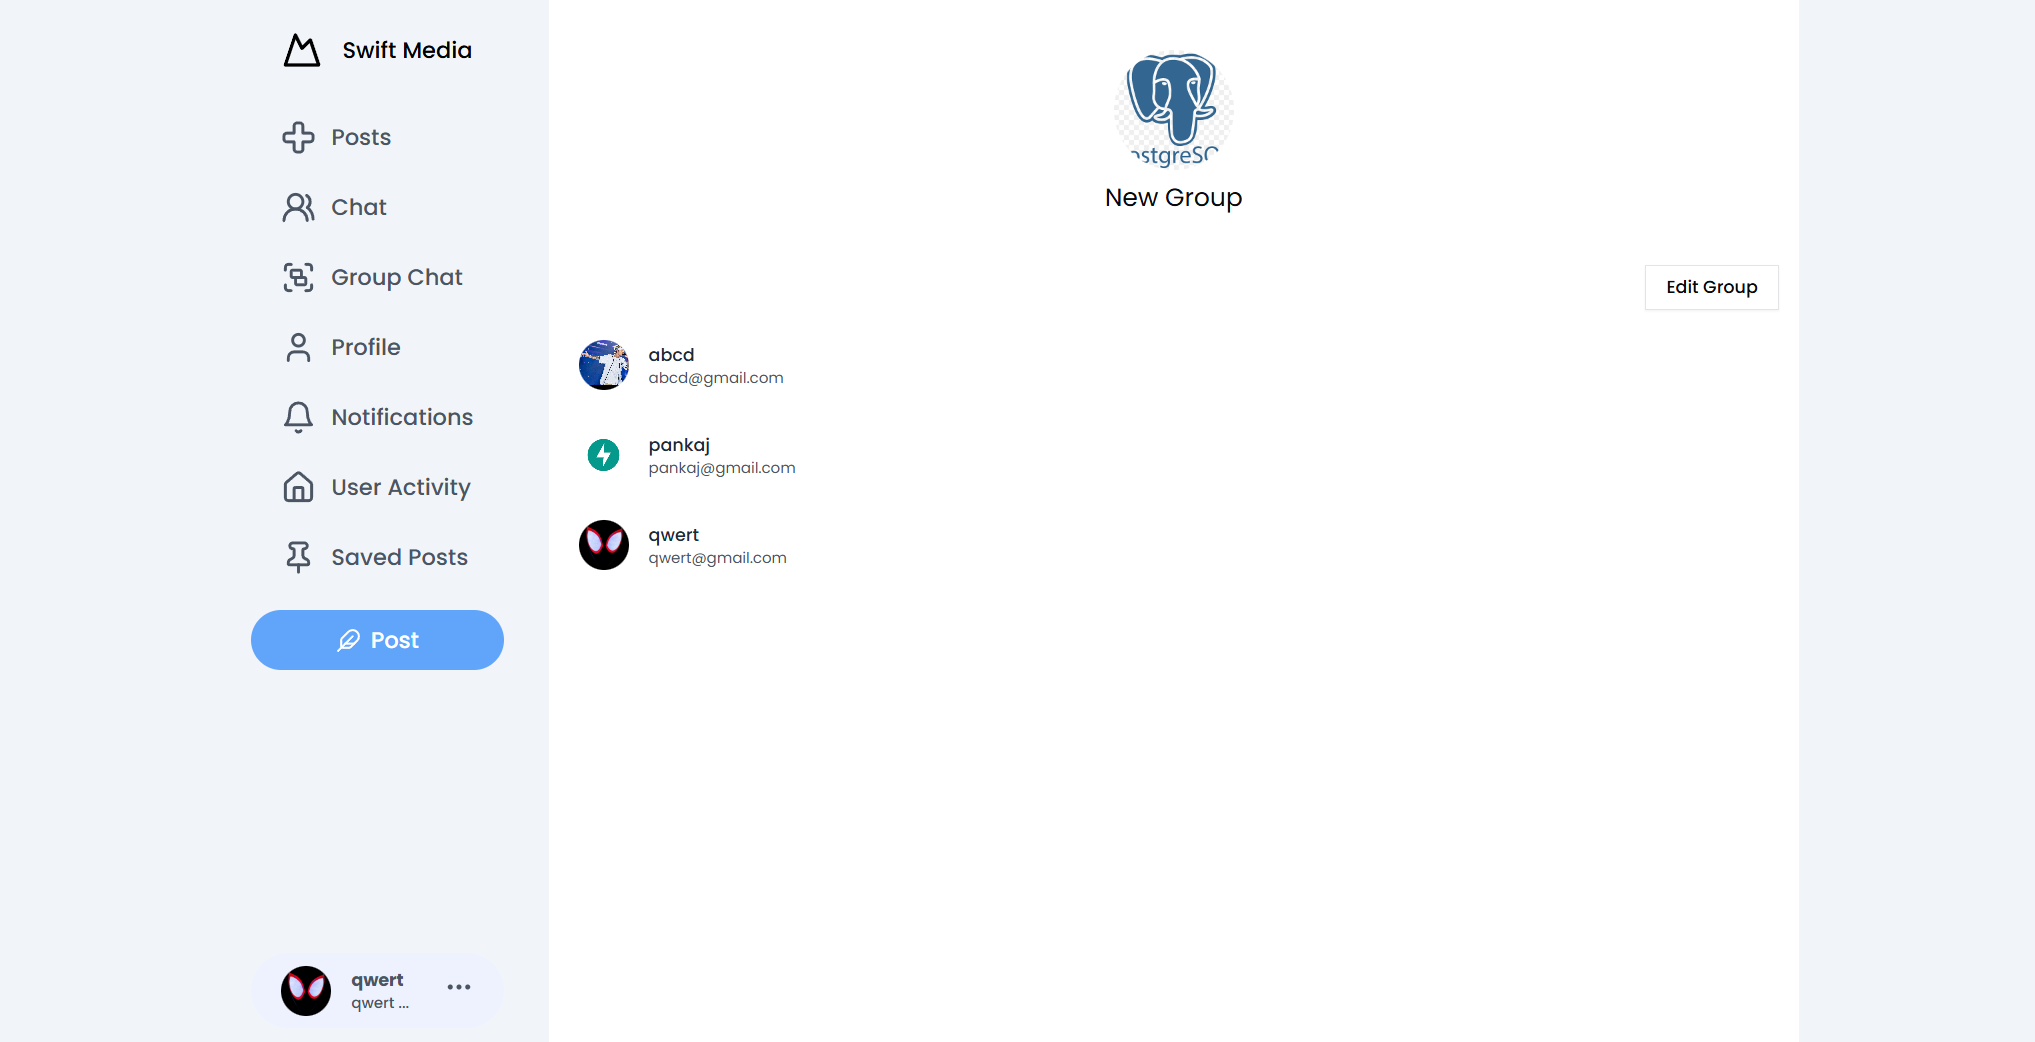 Swift Media
Posts
Chat
Group Chat
Profile
Notifications
User Activity
Saved Posts
Post
qwert
qwert ...
ostgreSQ
New Group
Edit Group
abcd
abcd@gmail.com
pankaj
pankaj@gmail.com
qwert
qwert@gmail.com